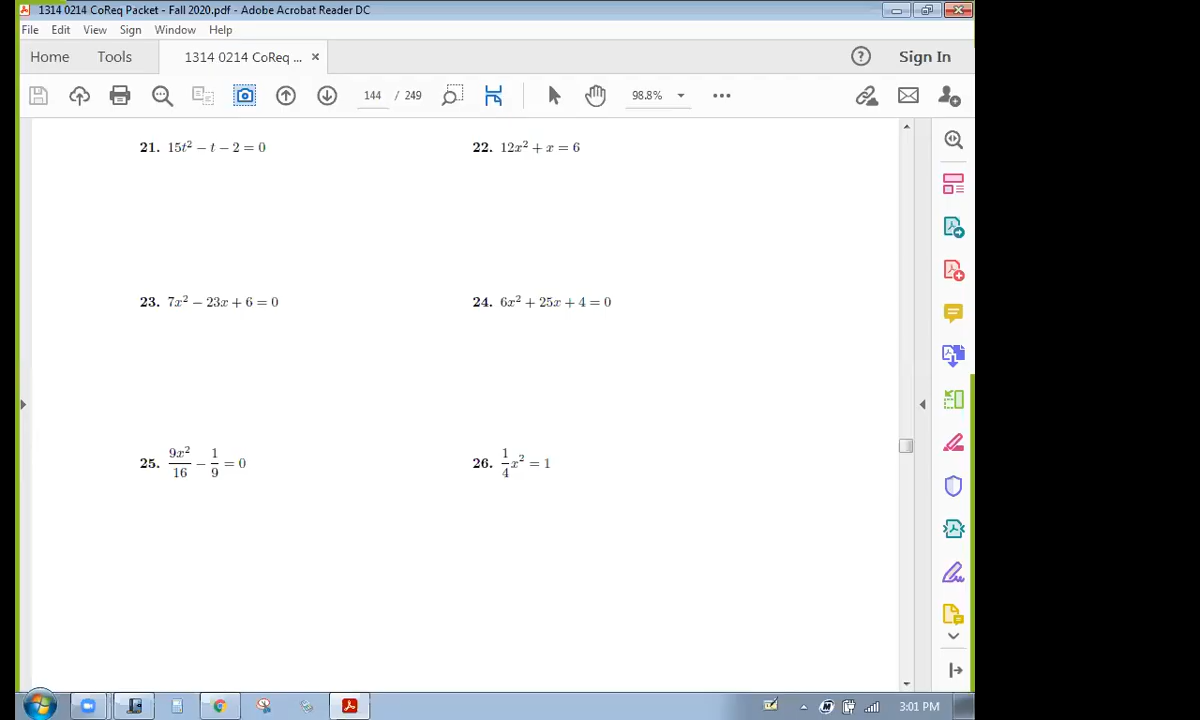 1314 0214 CoReq Packet - Fall 2020.pdf - Adobe Acrobat Reader DC
File Edit View Sign Window Help
Home Tools 1314 0214 CoReq ... × ? Sign In
144 / 249 98.8%
21. 15t² − t − 2 = 0 22. 12x² + x = 6
23. 7x² − 23x + 6 = 0 24. 6x² + 25x + 4 = 0
25. 9x²/16 − 1/9 = 0 26. 1/4 x² = 1
3:01 PM